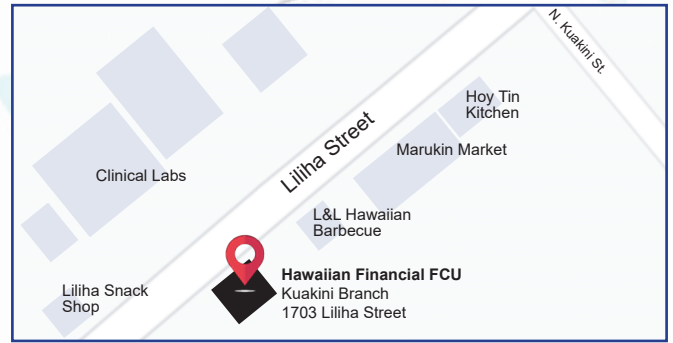 N. Kuakini St.
Hoy Tin
Kitchen
Liliha Street
Marukin Market
Clinical Labs
L&L Hawaiian
Barbecue
Hawaiian Financial FCU
Kuakini Branch
1703 Liliha Street
Liliha Snack
Shop